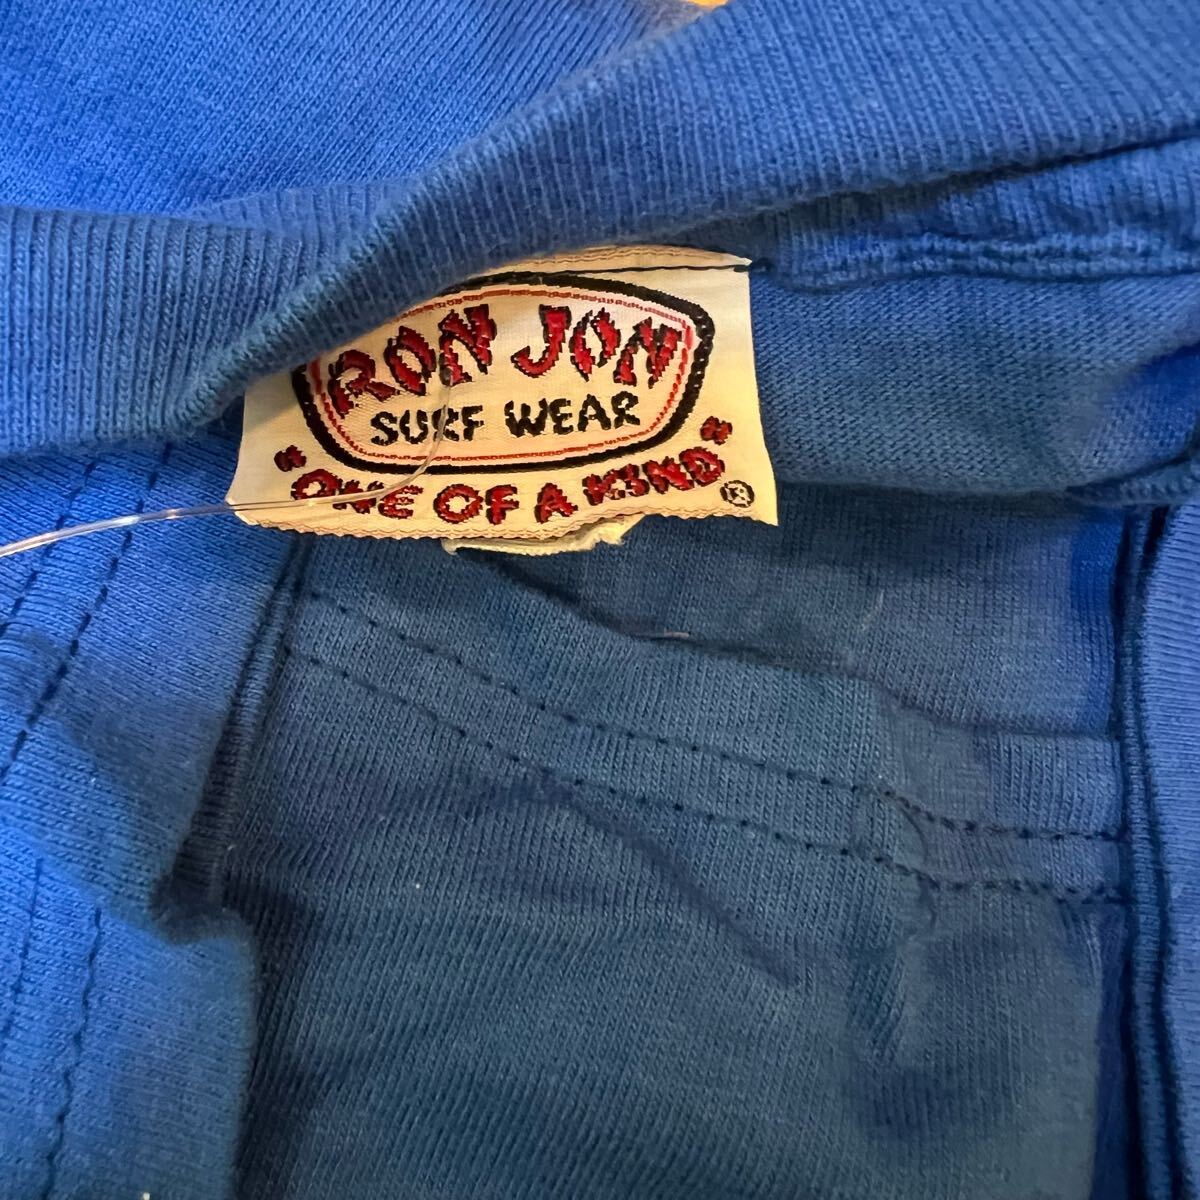 RON JON
SURF WEAR
"ONE OF A KIND"
®